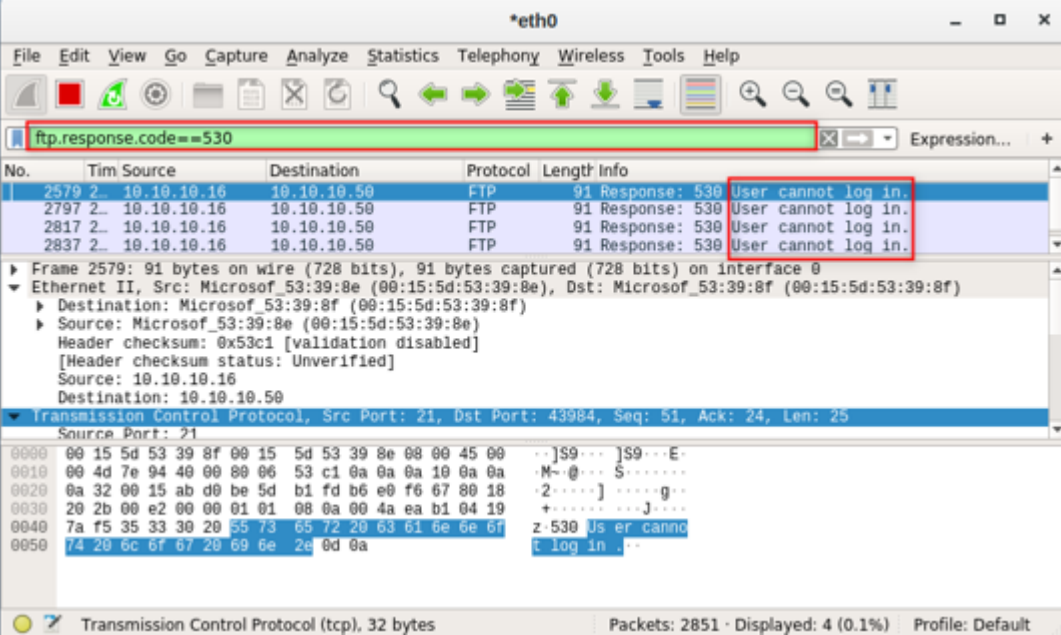 *eth0
File Edit View Go Capture Analyze Statistics Telephony Wireless Tools Help
ftp.response.code==530 Expression... +
No. Tim Source Destination Protocol Length Info
2579 2… 10.10.10.16 10.10.10.50 FTP 91 Response: 530 User cannot log in.
2797 2… 10.10.10.16 10.10.10.50 FTP 91 Response: 530 User cannot log in.
2817 2… 10.10.10.16 10.10.10.50 FTP 91 Response: 530 User cannot log in.
2837 2… 10.10.10.16 10.10.10.50 FTP 91 Response: 530 User cannot log in.
Frame 2579: 91 bytes on wire (728 bits), 91 bytes captured (728 bits) on interface 0
Ethernet II, Src: Microsof_53:39:8e (00:15:5d:53:39:8e), Dst: Microsof_53:39:8f (00:15:5d:53:39:8f)
Destination: Microsof_53:39:8f (00:15:5d:53:39:8f)
Source: Microsof_53:39:8e (00:15:5d:53:39:8e)
Header checksum: 0x53c1 [validation disabled]
[Header checksum status: Unverified]
Source: 10.10.10.16
Destination: 10.10.10.50
Transmission Control Protocol, Src Port: 21, Dst Port: 43984, Seq: 51, Ack: 24, Len: 25
Source Port: 21
0000 00 15 5d 53 39 8f 00 15 5d 53 39 8e 08 00 45 00 ··]S9··· ]S9···E·
0010 00 4d 7e 94 40 00 80 06 53 c1 0a 0a 0a 10 0a 0a ·M~·@··· S·······
0020 0a 32 00 15 ab d0 be 5d b1 fd b6 e0 f6 67 80 18 ·2·····] ·····g··
0030 20 2b 00 e2 00 00 01 01 08 0a 00 4a ea b1 04 19 +······ ···J····
0040 7a f5 35 33 30 20 55 73 65 72 20 63 61 6e 6e 6f z·530 Us er canno
0050 74 20 6c 6f 67 20 69 6e 2e 0d 0a t log in .··
Transmission Control Protocol (tcp), 32 bytes Packets: 2851 · Displayed: 4 (0.1%) Profile: Default